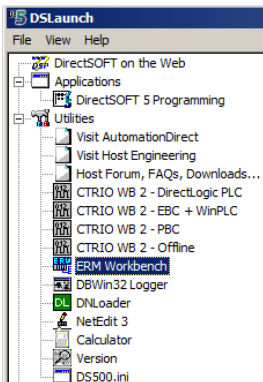 DSLaunch
File View Help
DirectSOFT on the Web
Applications
DirectSOFT 5 Programming
Utilities
Visit AutomationDirect
Visit Host Engineering
Host Forum, FAQs, Downloads...
CTRIO WB 2 - DirectLogic PLC
CTRIO WB 2 - EBC + WinPLC
CTRIO WB 2 - PBC
CTRIO WB 2 - Offline
ERM Workbench
DBWin32 Logger
DL DNLoader
NetEdit 3
Calculator
Version
DS500.ini